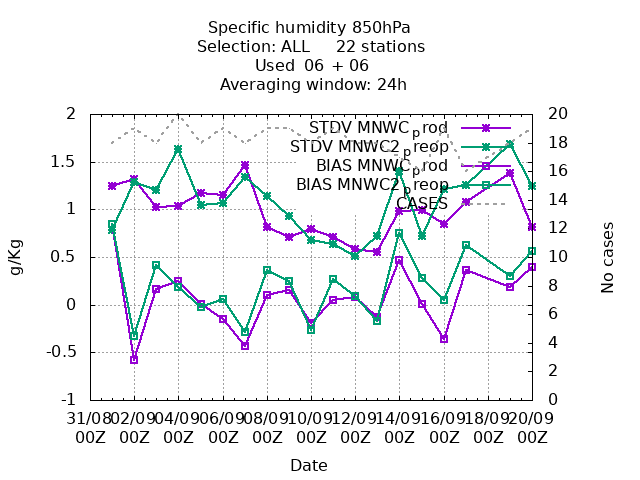 Specific humidity 850hPa
Selection: ALL 22 stations
Used 06 + 06
Averaging window: 24h
STDV MNWC_prod
STDV MNWC2_preop
BIAS MNWC_prod
BIAS MNWC2_preop
CASES
2
1.5
1
0.5
0
-0.5
-1
20
18
16
14
12
10
8
6
4
2
0
g/Kg
No cases
31/08 02/09 04/09 06/09 08/09 10/09 12/09 14/09 16/09 18/09 20/09
00Z 00Z 00Z 00Z 00Z 00Z 00Z 00Z 00Z 00Z 00Z
Date